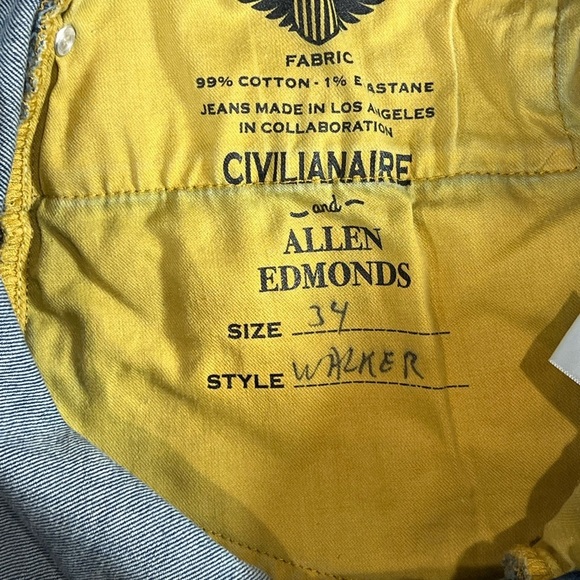 FABRIC
99% COTTON - 1% E ASTANE
JEANS MADE IN LOS ANGELES
IN COLLABORATION
CIVILIANAIRE
and
ALLEN
EDMONDS
SIZE 34
STYLE WALKER